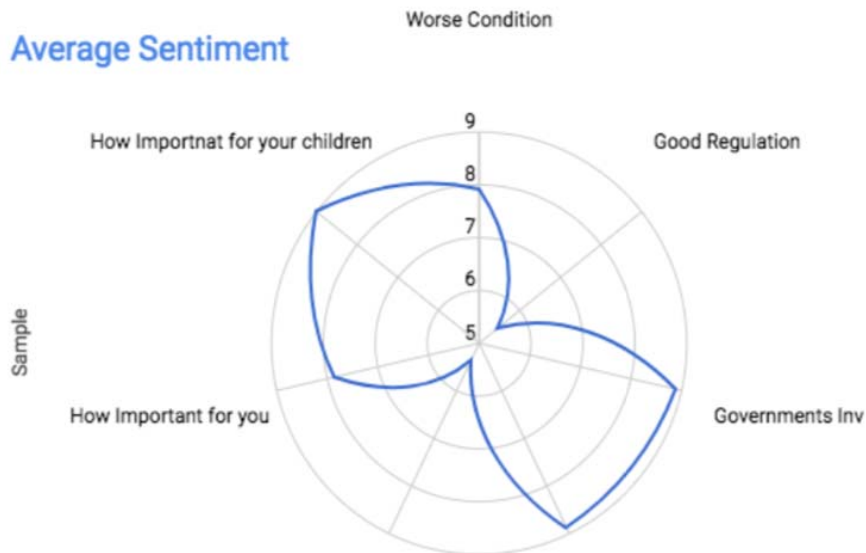 Worse Condition
Average Sentiment
9
How Importnat for your children
Good Regulation
8
7
6
Sample
5
How Important for you
Governments Inv